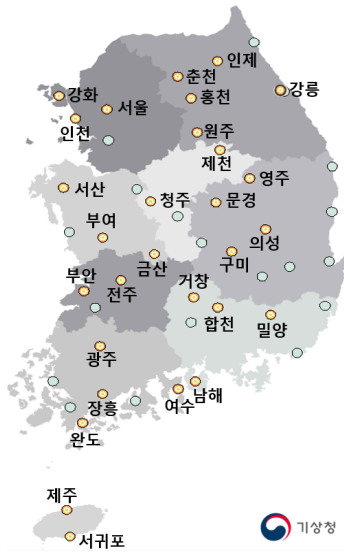 인제
춘천
강릉
강화
홍천
서울
인천
원주
제천
영주
서산
청주
문경
부여
의성
금산
구미
부안
전주
거창
합천
밀양
광주
남해
장흥
여수
완도
제주
서귀포
기상청